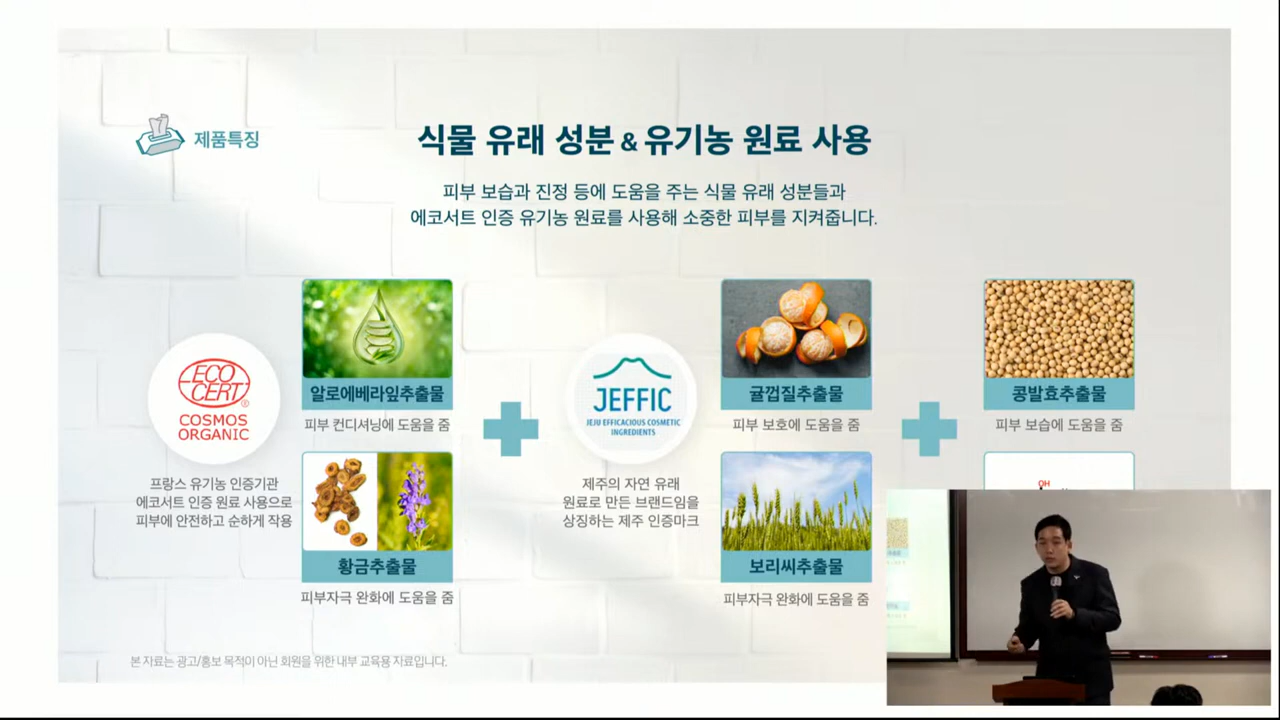 제품특징
식물 유래 성분 & 유기농 원료 사용
피부 보습과 진정 등에 도움을 주는 식물 유래 성분들과
에코서트 인증 유기농 원료를 사용해 소중한 피부를 지켜줍니다.
ECO
CERT
®
COSMOS
ORGANIC
프랑스 유기농 인증기관
에코서트 인증 원료 사용으로
피부에 안전하고 순하게 작용
알로에베라잎추출물
피부 컨디셔닝에 도움을 줌
황금추출물
피부자극 완화에 도움을 줌
JEFFIC
JEJU EFFICACIOUS COSMETIC
INGREDIENTS
제주의 자연 유래
원료로 만든 브랜드임을
상징하는 제주 인증마크
귤껍질추출물
피부 보호에 도움을 줌
보리씨추출물
피부자극 완화에 도움을 줌
콩발효추출물
피부 보습에 도움을 줌
OH
본 자료는 광고/홍보 목적이 아닌 회원을 위한 내부 교육용 자료입니다.